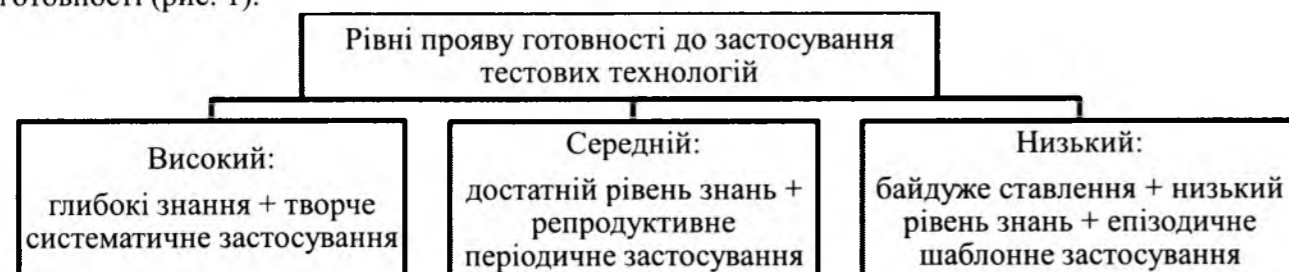 готовності (рис. 1).
Рівні прояву готовності до застосування
тестових технологій
Високий:
глибокі знання + творче
систематичне застосування
Середній:
достатній рівень знань +
репродуктивне
періодичне застосування
Низький:
байдуже ставлення + низький
рівень знань + епізодичне
шаблонне застосування